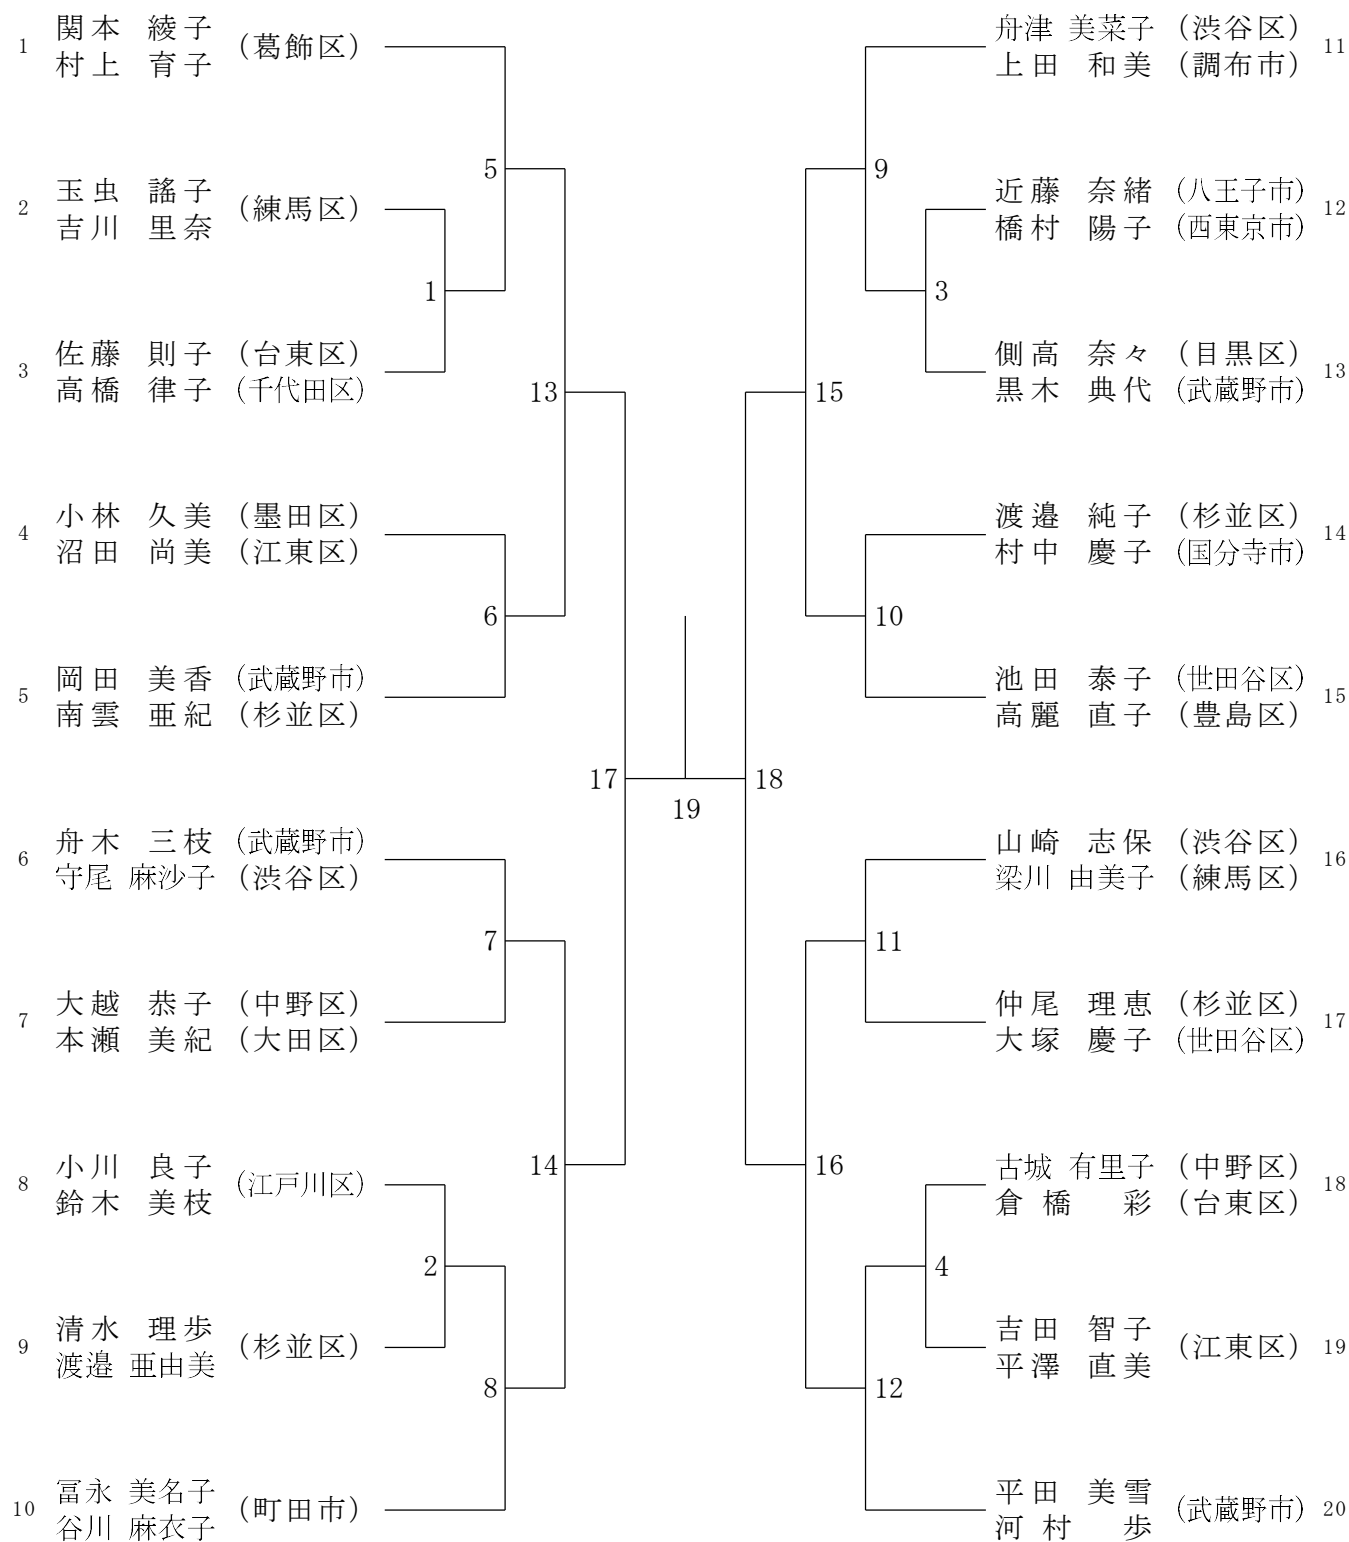 1 関本 綾子 (葛飾区)
村上 育子
5
2 玉虫 謠子 (練馬区)
吉川 里奈
1
3 佐藤 則子 (台東区)
高橋 律子 (千代田区)
13
4 小林 久美 (墨田区)
沼田 尚美 (江東区)
6
5 岡田 美香 (武蔵野市)
南雲 亜紀 (杉並区)
17
6 舟木 三枝 (武蔵野市)
守尾 麻沙子 (渋谷区)
7
7 大越 恭子 (中野区)
本瀬 美紀 (大田区)
14
8 小川 良子 (江戸川区)
鈴木 美枝
2
9 清水 理歩 (杉並区)
渡邉 亜由美
8
10 冨永 美名子 (町田市)
谷川 麻衣子
19
舟津 美菜子 (渋谷区) 11
上田 和美 (調布市)
9
近藤 奈緒 (八王子市) 12
橋村 陽子 (西東京市)
3
側高 奈々 (目黒区) 13
黒木 典代 (武蔵野市)
15
渡邉 純子 (杉並区) 14
村中 慶子 (国分寺市)
10
池田 泰子 (世田谷区) 15
高麗 直子 (豊島区)
18
山崎 志保 (渋谷区) 16
梁川 由美子 (練馬区)
11
仲尾 理恵 (杉並区) 17
大塚 慶子 (世田谷区)
16
古城 有里子 (中野区) 18
倉橋 彩 (台東区)
4
吉田 智子 (江東区) 19
平澤 直美
12
平田 美雪 (武蔵野市) 20
河村 歩